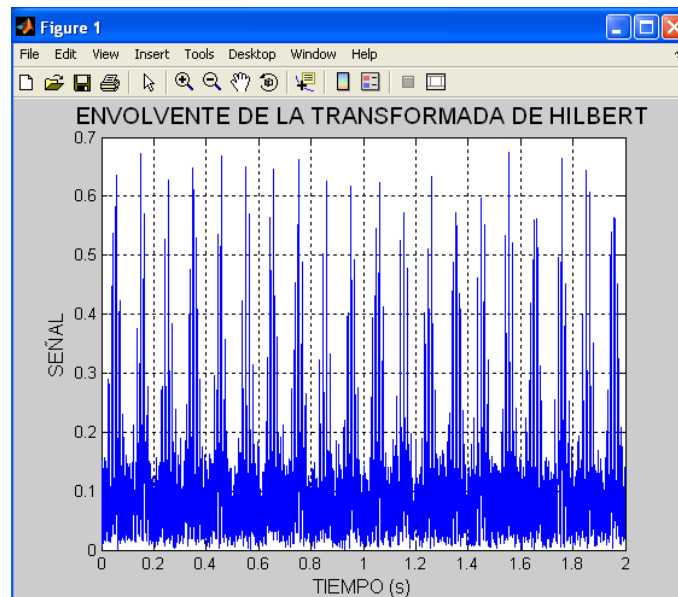 Figure 1
File Edit View Insert Tools Desktop Window Help
ENVOLVENTE DE LA TRANSFORMADA DE HILBERT
0.7
0.6
0.5
0.4
0.3
0.2
0.1
0
SEÑAL
0 0.2 0.4 0.6 0.8 1 1.2 1.4 1.6 1.8 2
TIEMPO (s)